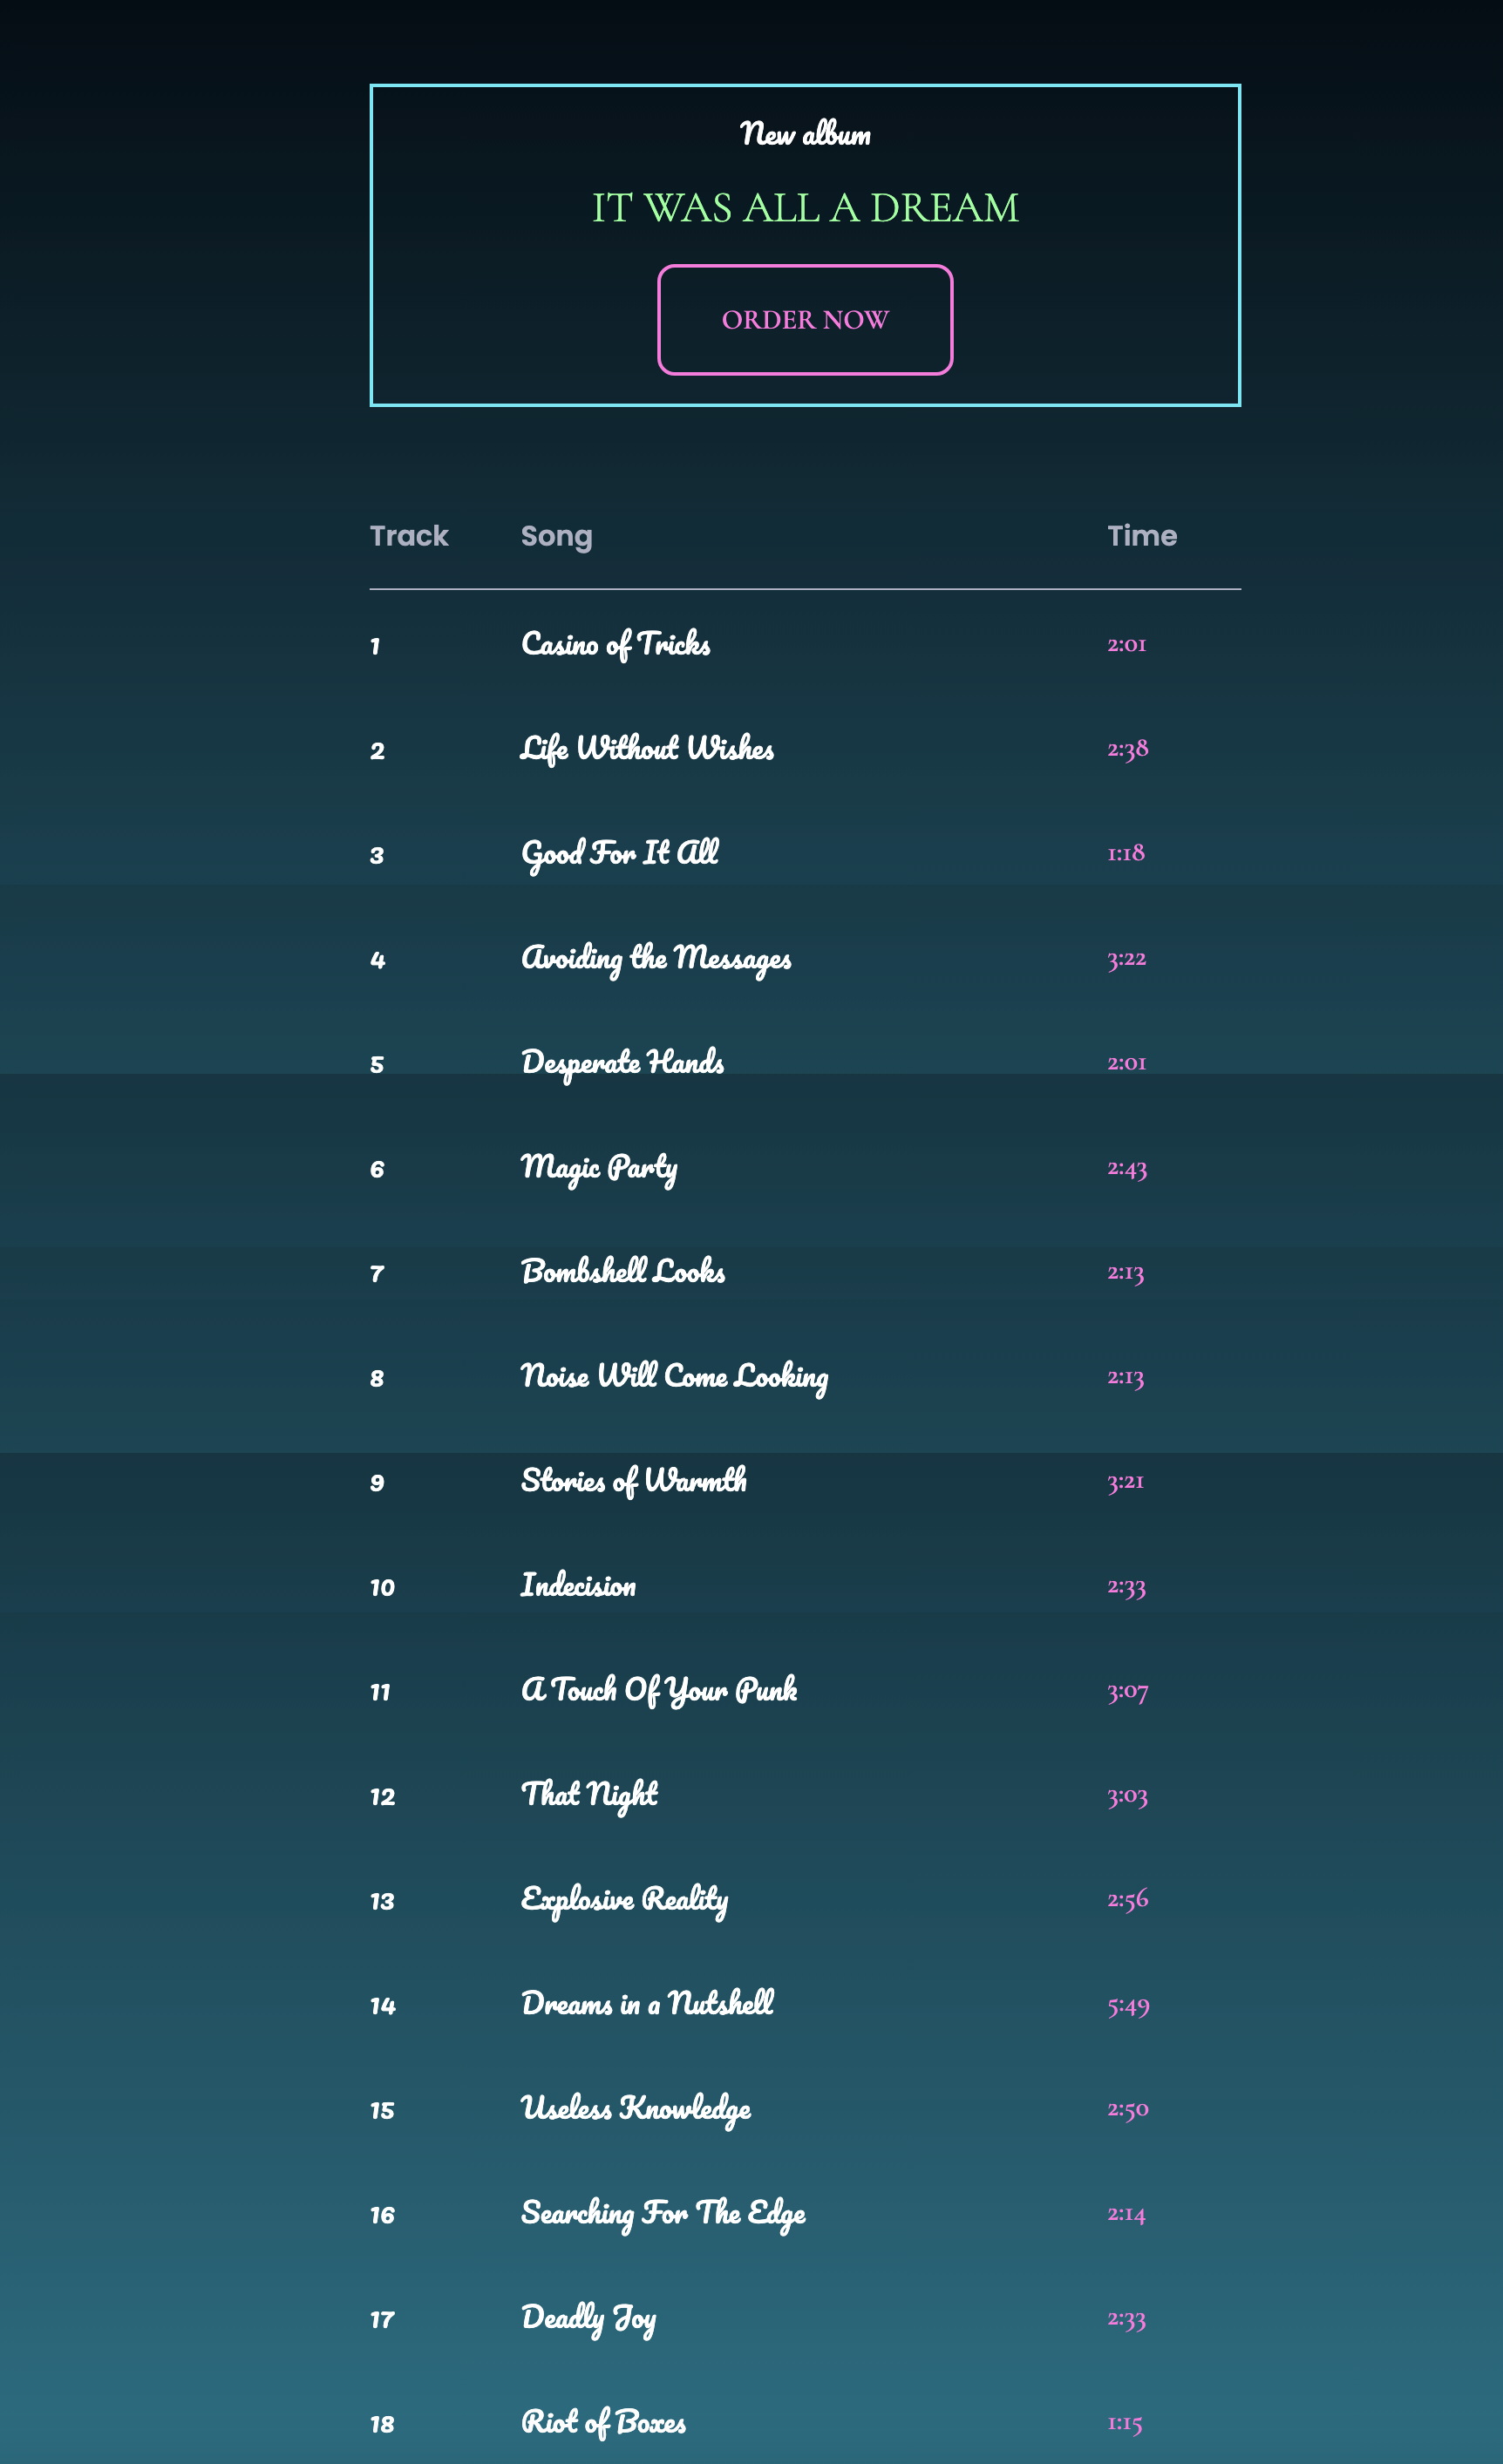 New album
IT WAS ALL A DREAM
ORDER NOW
Track Song Time
1 Casino of Tricks 2:01
2 Life Without Wishes 2:38
3 Good For It All 1:18
4 Avoiding the Messages 3:22
5 Desperate Hands 2:01
6 Magic Party 2:43
7 Bombshell Looks 2:13
8 Noise Will Come Looking 2:13
9 Stories of Warmth 3:21
10 Indecision 2:33
11 A Touch Of Your Punk 3:07
12 That Night 3:03
13 Explosive Reality 2:56
14 Dreams in a Nutshell 5:49
15 Useless Knowledge 2:50
16 Searching For The Edge 2:14
17 Deadly Joy 2:33
18 Riot of Boxes 1:15